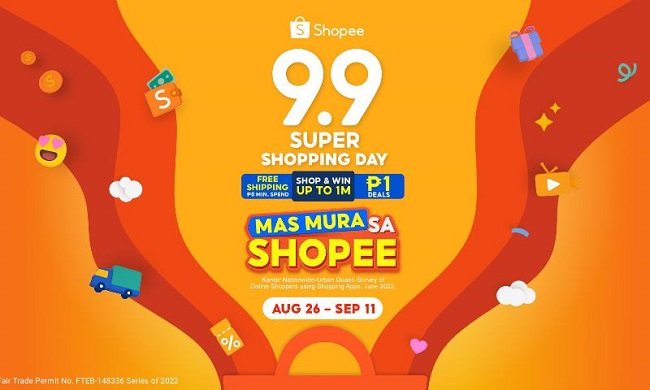 Shopee
9.9
SUPER
SHOPPING DAY
FREE
SHIPPING
₱0 MIN. SPEND
SHOP & WIN
UP TO 1M
₱1
DEALS
MAS MURA SA
SHOPEE
Kantar Nationwide-Urban Quant Survey of
Online Shoppers using Shopping Apps, June 2022
AUG 26 – SEP 11
Fair Trade Permit No. FTEB-148336 Series of 2022